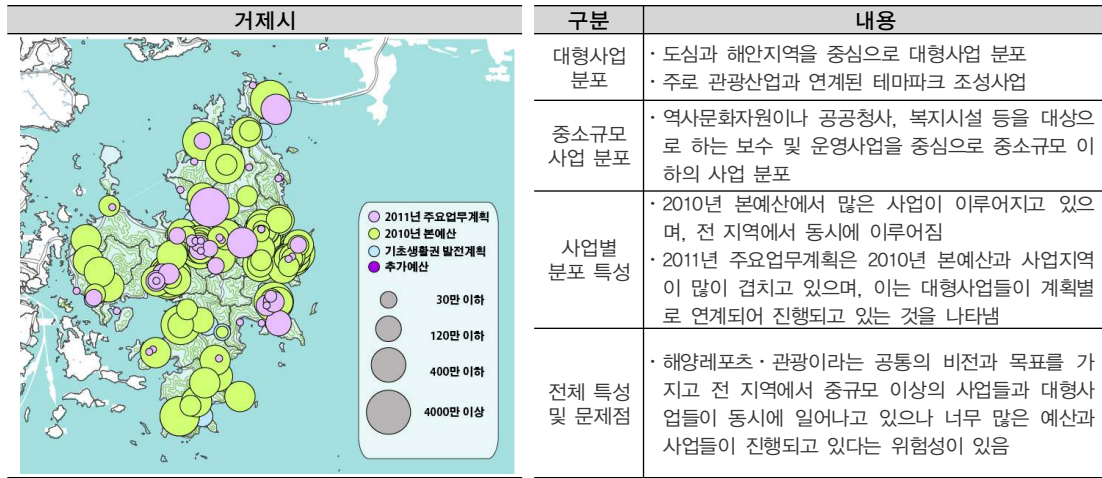 거제시
2011년 주요업무계획
2010년 본예산
기초생활권 발전계획
추가예산
30만 이하
120만 이하
400만 이하
4000만 이상
구분
내용
대형사업
분포
· 도심과 해안지역을 중심으로 대형사업 분포
· 주로 관광산업과 연계된 테마파크 조성사업
중소규모
사업 분포
· 역사문화자원이나 공공청사, 복지시설 등을 대상으
로 하는 보수 및 운영사업을 중심으로 중소규모 이
하의 사업 분포
사업별
분포 특성
· 2010년 본예산에서 많은 사업이 이루어지고 있으
며, 전 지역에서 동시에 이루어짐
· 2011년 주요업무계획은 2010년 본예산과 사업지역
이 많이 겹치고 있으며, 이는 대형사업들이 계획별
로 연계되어 진행되고 있는 것을 나타냄
전체 특성
및 문제점
· 해양레포츠·관광이라는 공통의 비전과 목표를 가
지고 전 지역에서 중규모 이상의 사업들과 대형사
업들이 동시에 일어나고 있으나 너무 많은 예산과
사업들이 진행되고 있다는 위험성이 있음